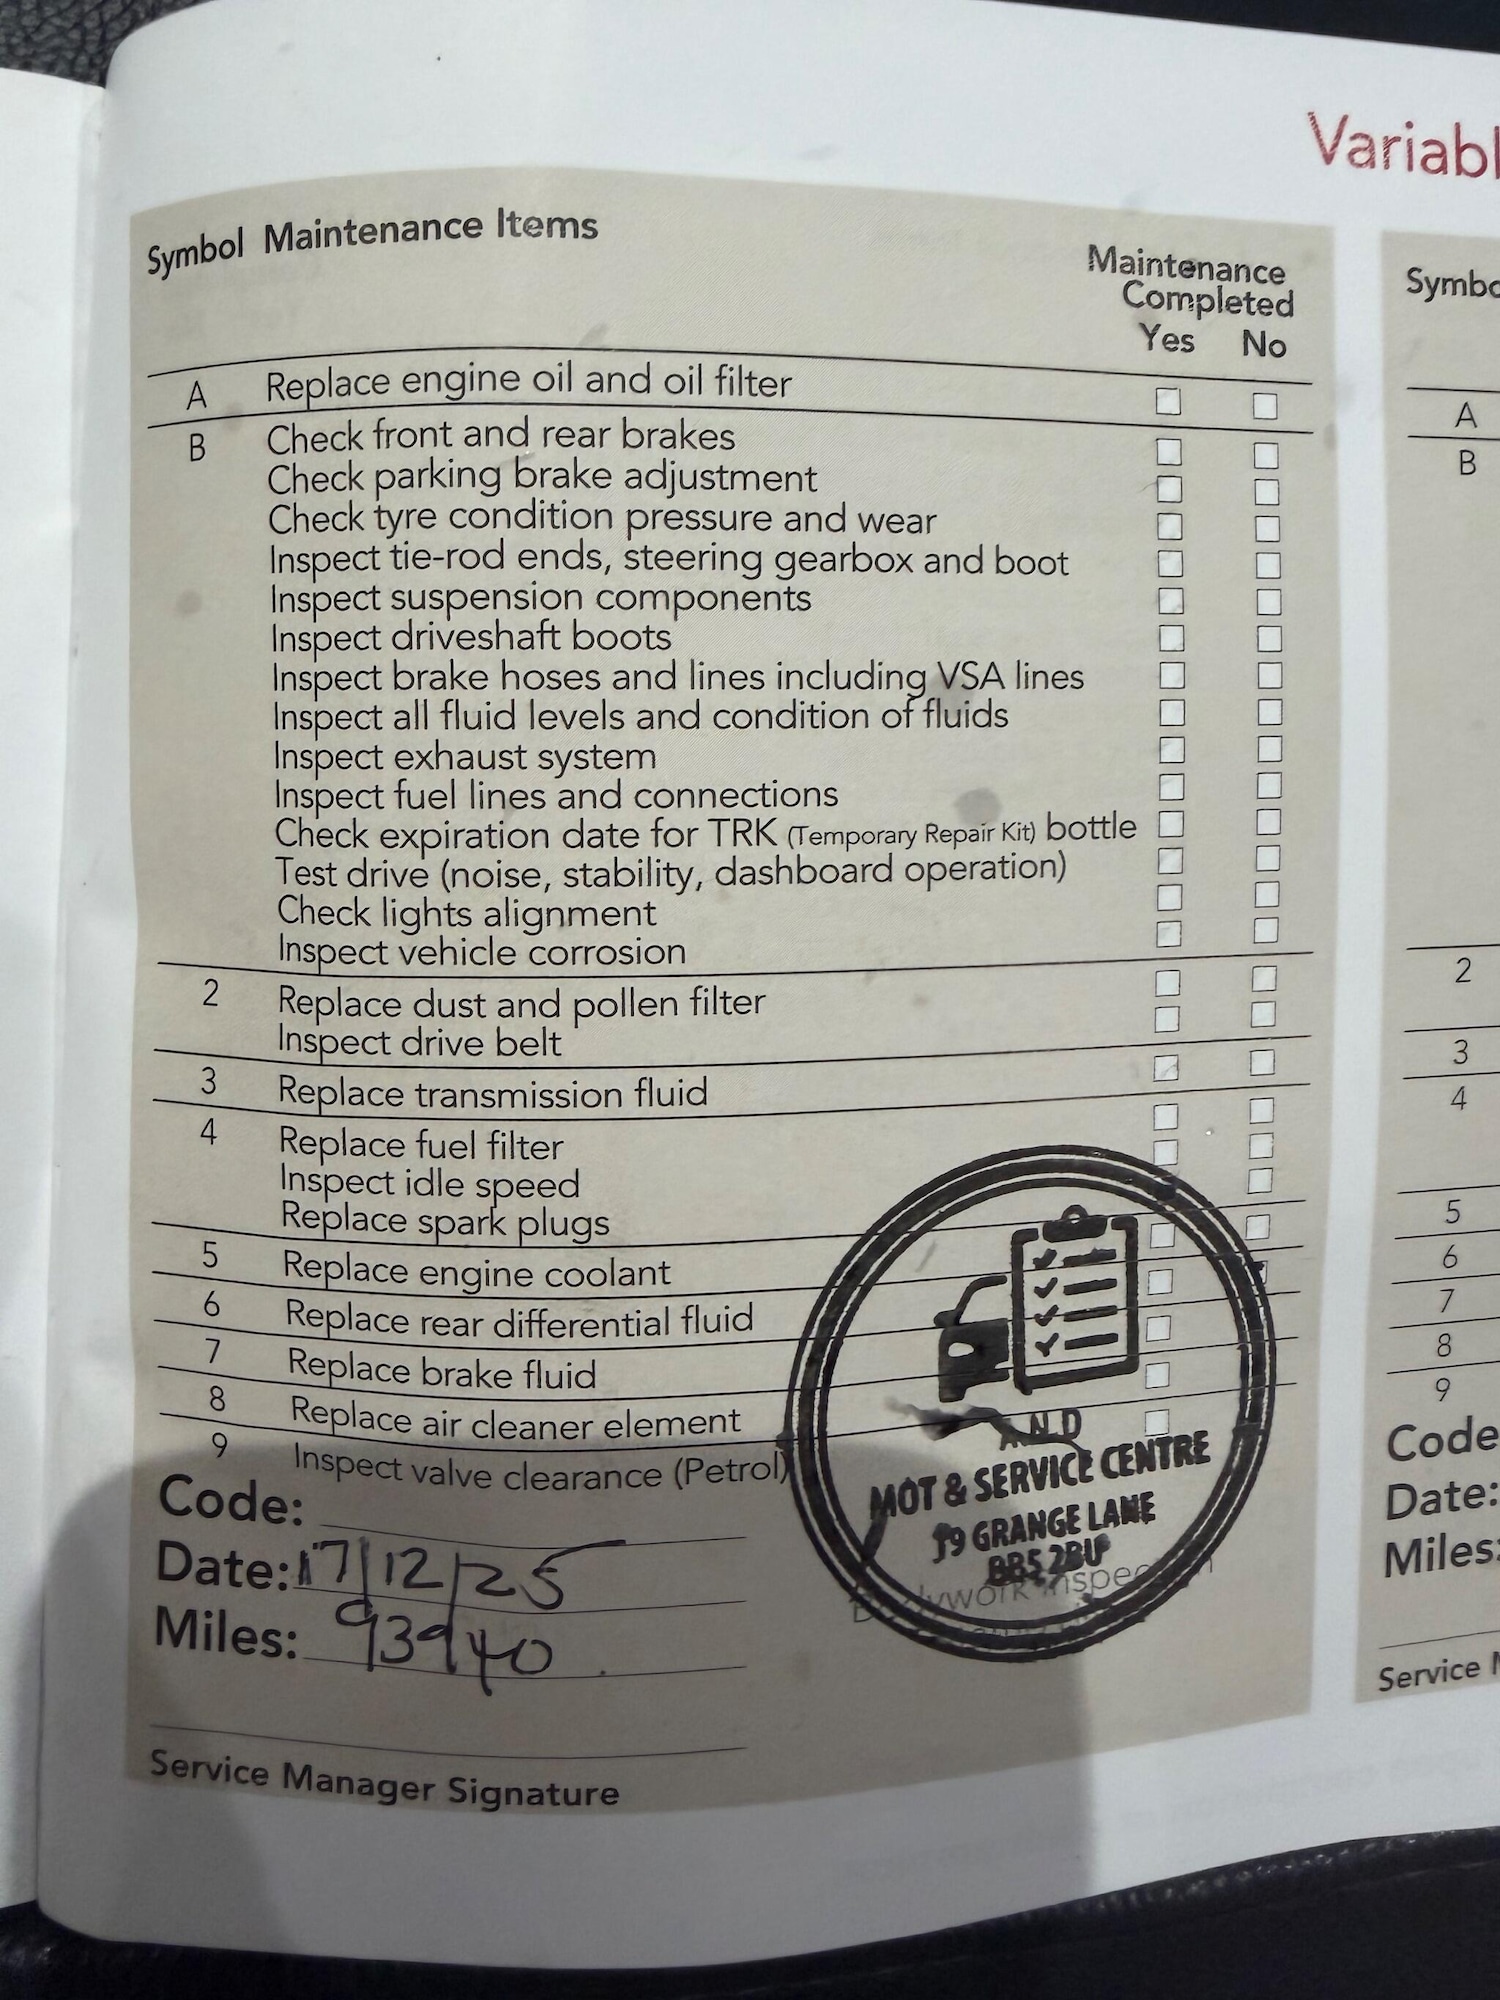 Variabl
Symbol Maintenance Items
Maintenance
Completed
Yes No
A Replace engine oil and oil filter
B Check front and rear brakes
Check parking brake adjustment
Check tyre condition pressure and wear
Inspect tie-rod ends, steering gearbox and boot
Inspect suspension components
Inspect driveshaft boots
Inspect brake hoses and lines including VSA lines
Inspect all fluid levels and condition of fluids
Inspect exhaust system
Inspect fuel lines and connections
Check expiration date for TRK (Temporary Repair Kit) bottle
Test drive (noise, stability, dashboard operation)
Check lights alignment
Inspect vehicle corrosion
2 Replace dust and pollen filter
Inspect drive belt
3 Replace transmission fluid
4 Replace fuel filter
Inspect idle speed
Replace spark plugs
5 Replace engine coolant
6 Replace rear differential fluid
7 Replace brake fluid
8 Replace air cleaner element
9 Inspect valve clearance (Petrol)
Code:
Date: 17/12/25
Miles: 93940
Service Manager Signature
A.N.D
MOT & SERVICE CENTRE
19 GRANGE LANE
BB5 2BU
Symbo
A
B
2
3
4
5
6
7
8
9
Code
Date:
Miles:
Service M